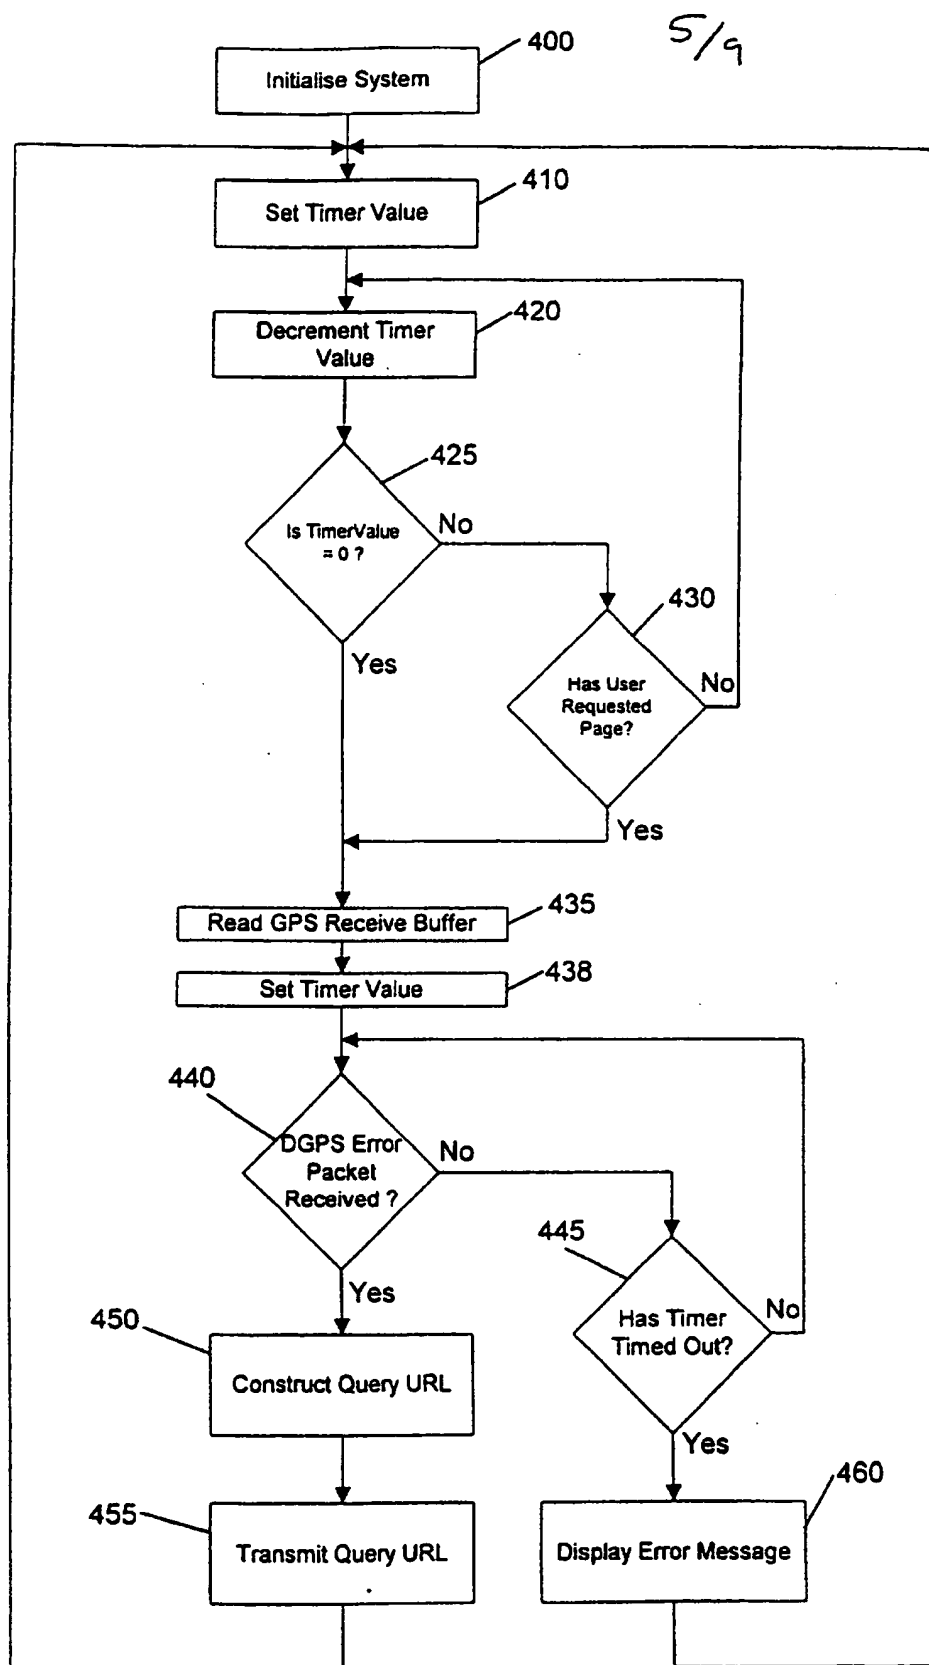 5/9
400
Initialise System
410
Set Timer Value
420
Decrement Timer
Value
425
Is TimerValue
= 0 ?
No
430
Yes
Has User
Requested
Page?
No
Yes
435
Read GPS Receive Buffer
438
Set Timer Value
440
DGPS Error
Packet
Received ?
No
445
Yes
Has Timer
Timed Out?
No
450
Construct Query URL
Yes
460
455
Transmit Query URL
Display Error Message